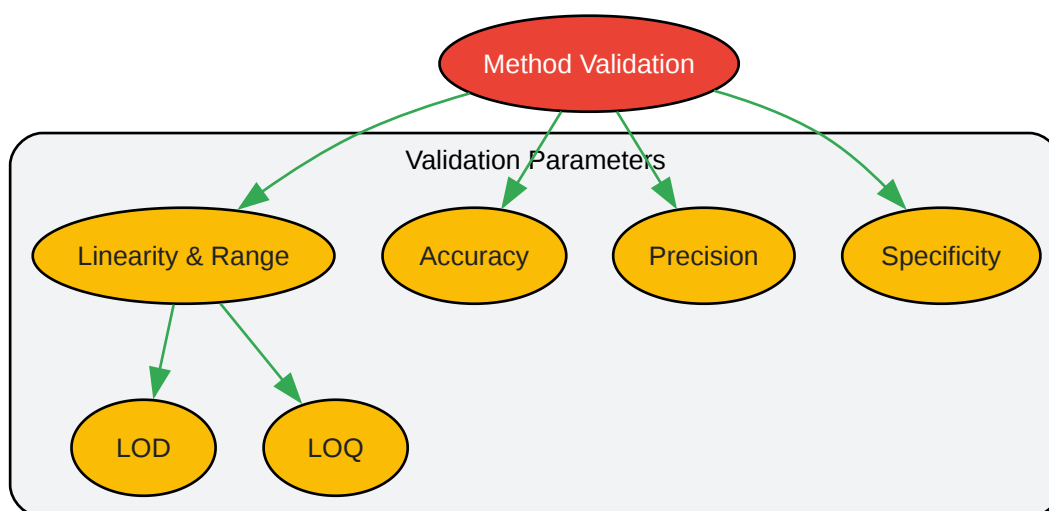 Method Validation
Validation Parameters
Linearity & Range
Accuracy
Precision
Specificity
LOD
LOQ